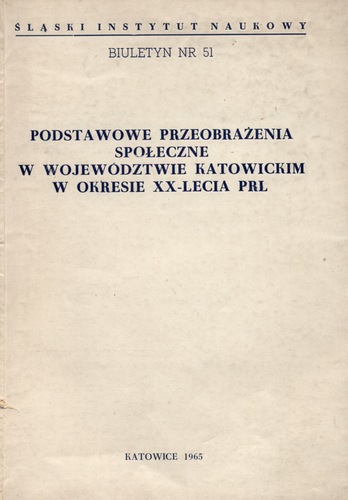 ŚLĄSKI INSTYTUT NAUKOWY
BIULETYN NR 51
PODSTAWOWE PRZEOBRAŻENIA
SPOŁECZNE
W WOJEWÓDZTWIE KATOWICKIM
W OKRESIE XX-LECIA PRL
KATOWICE 1965